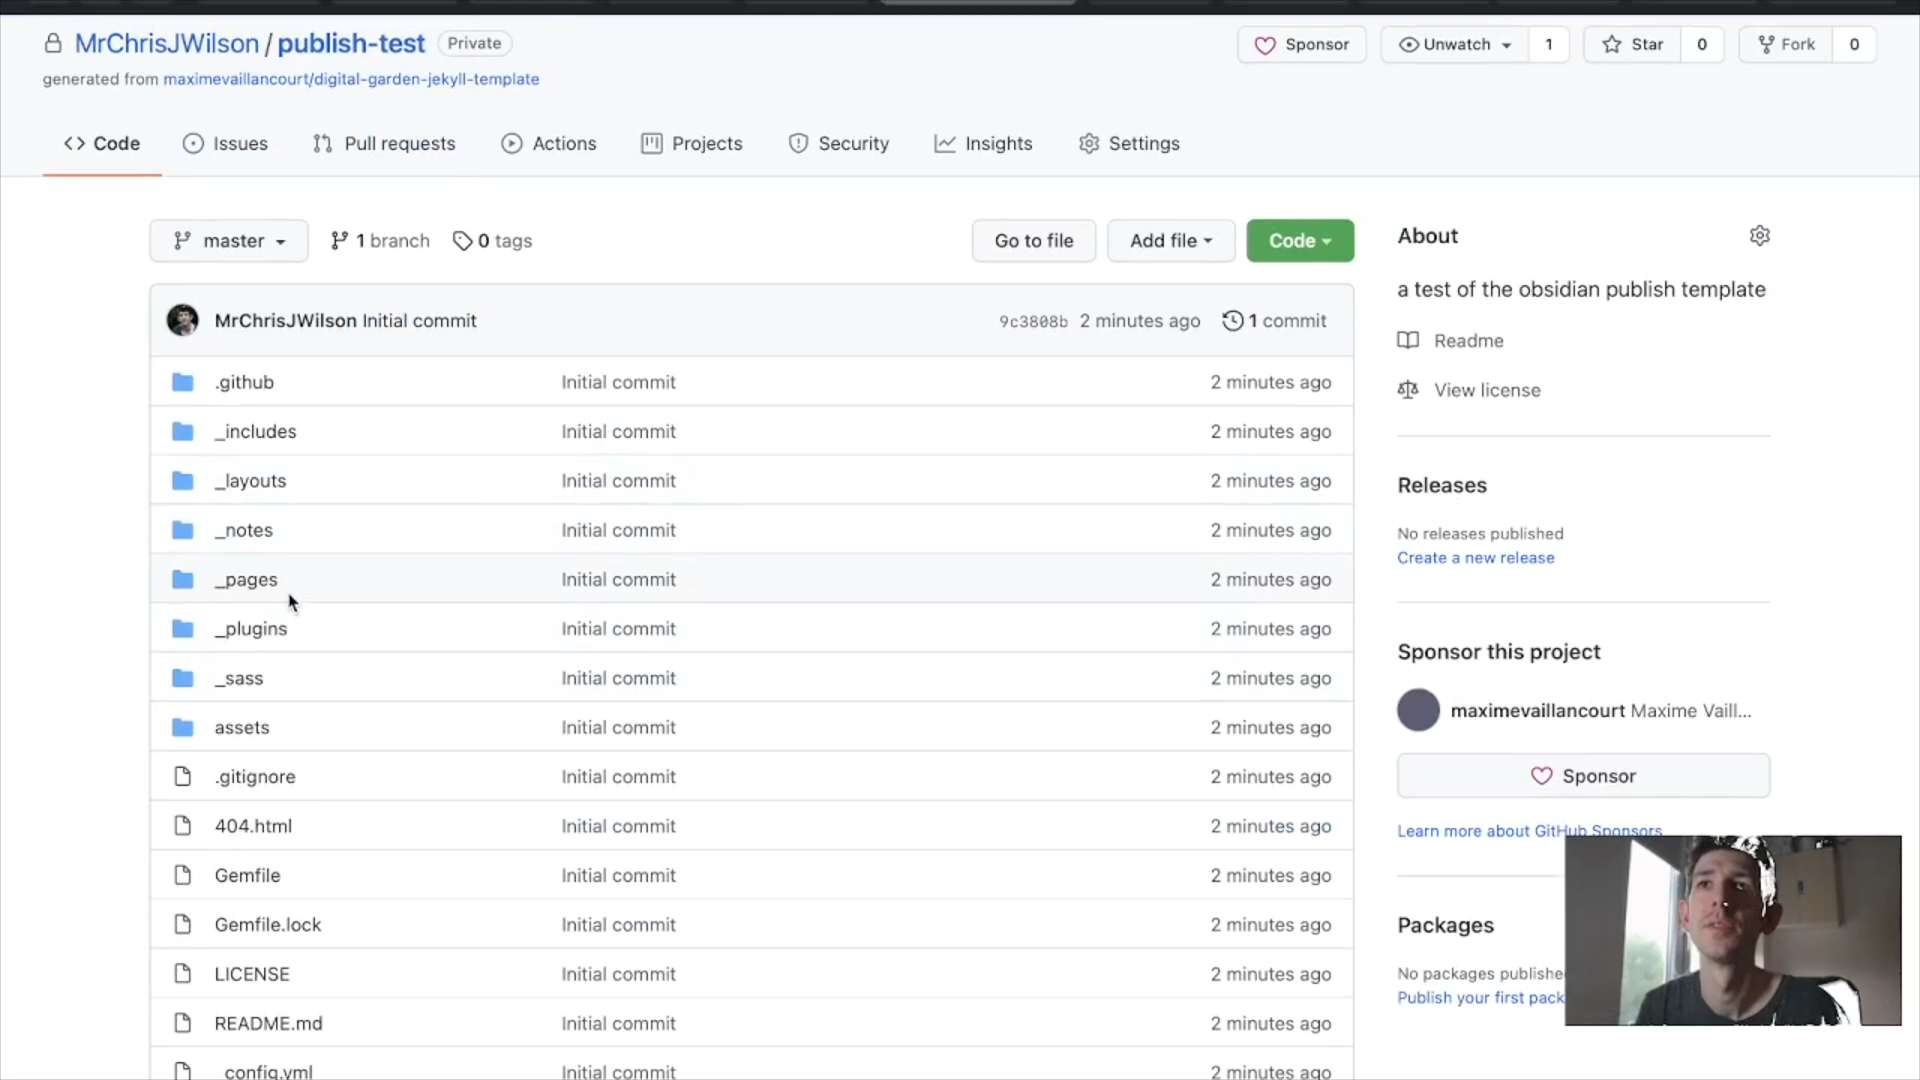 MrChrisJWilson / publish-test Private
Sponsor Unwatch 1 Star 0 Fork 0
generated from maximevaillancourt/digital-garden-jekyll-template
Code Issues Pull requests Actions Projects Security Insights Settings
master 1 branch 0 tags Go to file Add file Code
MrChrisJWilson Initial commit 9c3808b 2 minutes ago 1 commit
.github Initial commit 2 minutes ago
_includes Initial commit 2 minutes ago
_layouts Initial commit 2 minutes ago
_notes Initial commit 2 minutes ago
_pages Initial commit 2 minutes ago
_plugins Initial commit 2 minutes ago
_sass Initial commit 2 minutes ago
assets Initial commit 2 minutes ago
.gitignore Initial commit 2 minutes ago
404.html Initial commit 2 minutes ago
Gemfile Initial commit 2 minutes ago
Gemfile.lock Initial commit 2 minutes ago
LICENSE Initial commit 2 minutes ago
README.md Initial commit 2 minutes ago
_config.yml Initial commit 2 minutes ago
About
a test of the obsidian publish template
Readme
View license
Releases
No releases published
Create a new release
Sponsor this project
maximevaillancourt Maxime Vaill...
Sponsor
Learn more about GitHub Sponsors
Packages
No packages publishe
Publish your first pack